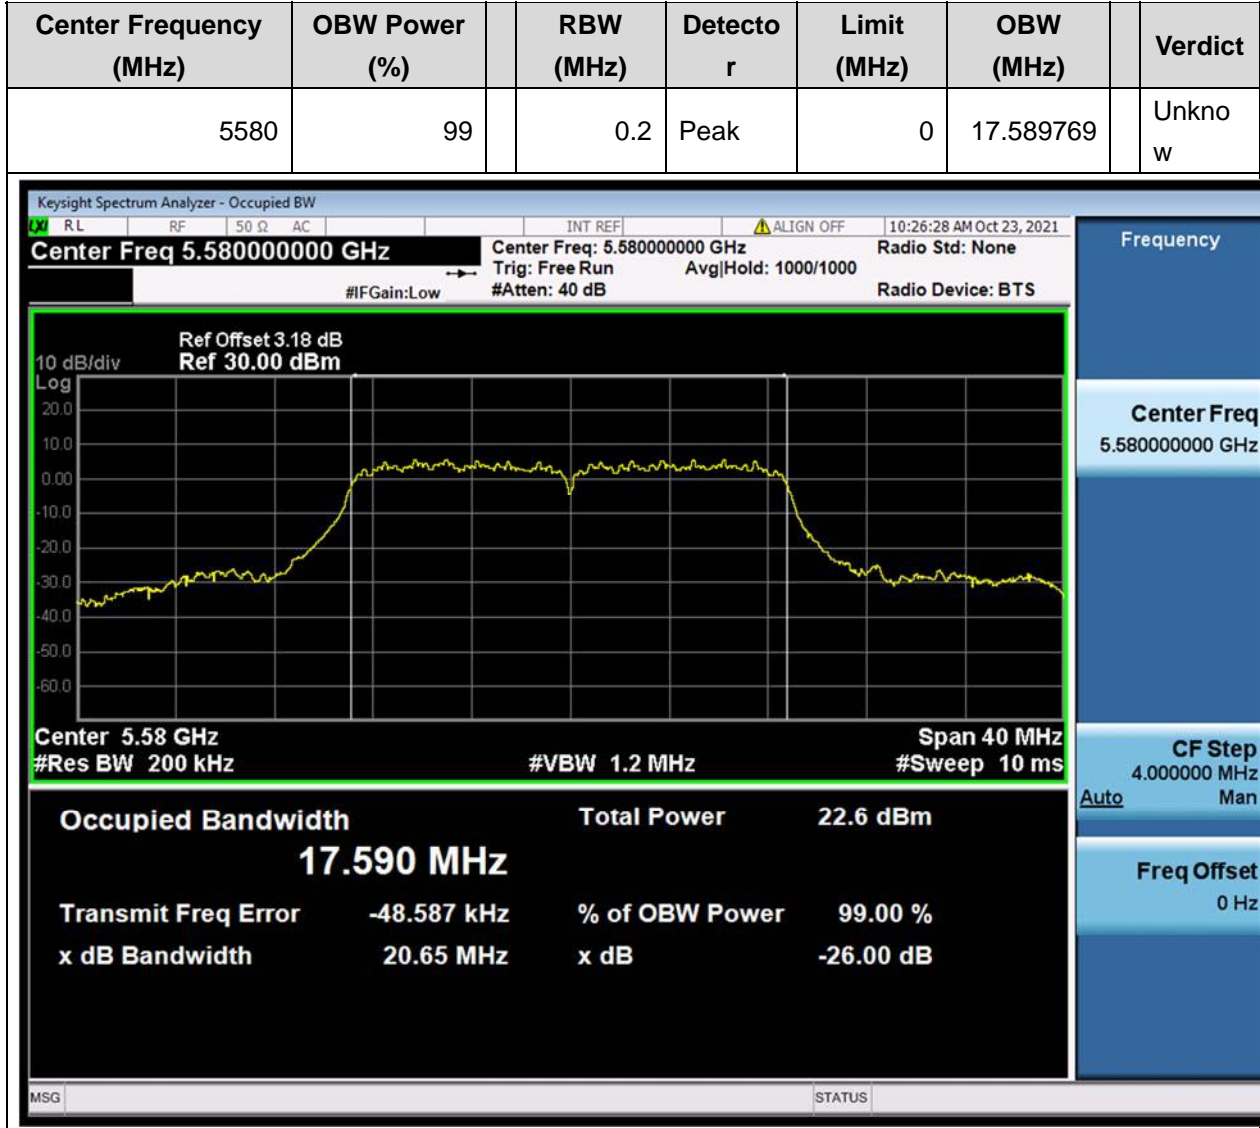 Center Frequency (MHz) OBW Power (%) RBW (MHz) Detecto r Limit (MHz) OBW (MHz) Verdict
5580 99 0.2 Peak 0 17.589769 Unkno w
Keysight Spectrum Analyzer - Occupied BW
LXI RL RF 50 Ω AC INT REF ALIGN OFF 10:26:28 AM Oct 23, 2021
Center Freq 5.580000000 GHz Center Freq: 5.580000000 GHz Radio Std: None
Trig: Free Run Avg|Hold: 1000/1000
#IFGain:Low #Atten: 40 dB Radio Device: BTS
Ref Offset 3.18 dB
10 dB/div Ref 30.00 dBm
Log
20.0
10.0
0.00
-10.0
-20.0
-30.0
-40.0
-50.0
-60.0
Center 5.58 GHz Span 40 MHz
#Res BW 200 kHz #VBW 1.2 MHz #Sweep 10 ms
Occupied Bandwidth Total Power 22.6 dBm
17.590 MHz
Transmit Freq Error -48.587 kHz % of OBW Power 99.00 %
x dB Bandwidth 20.65 MHz x dB -26.00 dB
MSG STATUS
Frequency
Center Freq
5.580000000 GHz
CF Step
4.000000 MHz
Auto Man
Freq Offset
0 Hz